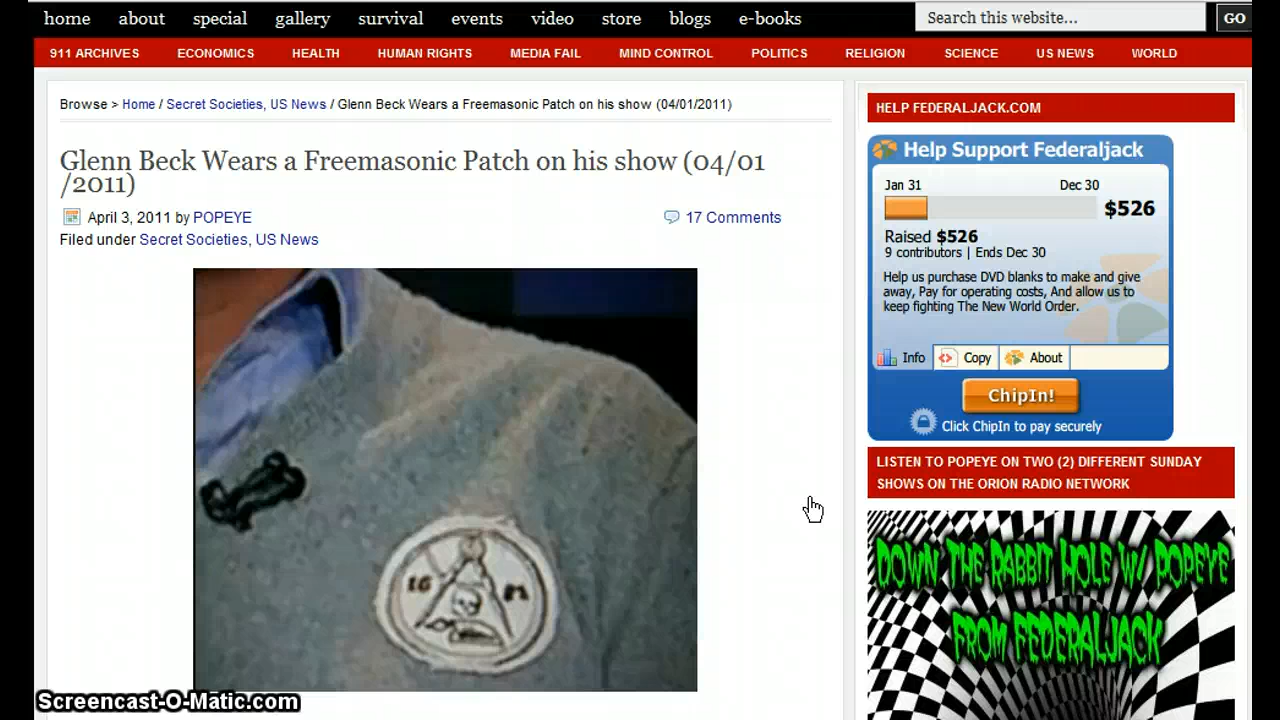 home about special gallery survival events video store blogs e-books
Search this website...
GO
911 ARCHIVES ECONOMICS HEALTH HUMAN RIGHTS MEDIA FAIL MIND CONTROL POLITICS RELIGION SCIENCE US NEWS WORLD
Browse > Home / Secret Societies, US News / Glenn Beck Wears a Freemasonic Patch on his show (04/01/2011)
Glenn Beck Wears a Freemasonic Patch on his show (04/01
/2011)
April 3, 2011 by POPEYE
17 Comments
Filed under Secret Societies, US News
16
HELP FEDERALJACK.COM
Help Support Federaljack
Jan 31 Dec 30
$526
Raised $526
9 contributors | Ends Dec 30
Help us purchase DVD blanks to make and give
away, Pay for operating costs, And allow us to
keep fighting The New World Order.
Info Copy About
ChipIn!
Click ChipIn to pay securely
LISTEN TO POPEYE ON TWO (2) DIFFERENT SUNDAY
SHOWS ON THE ORION RADIO NETWORK
DOWN THE RABBIT HOLE W/ POPEYE
FROM FEDERALJACK
Screencast-O-Matic.com